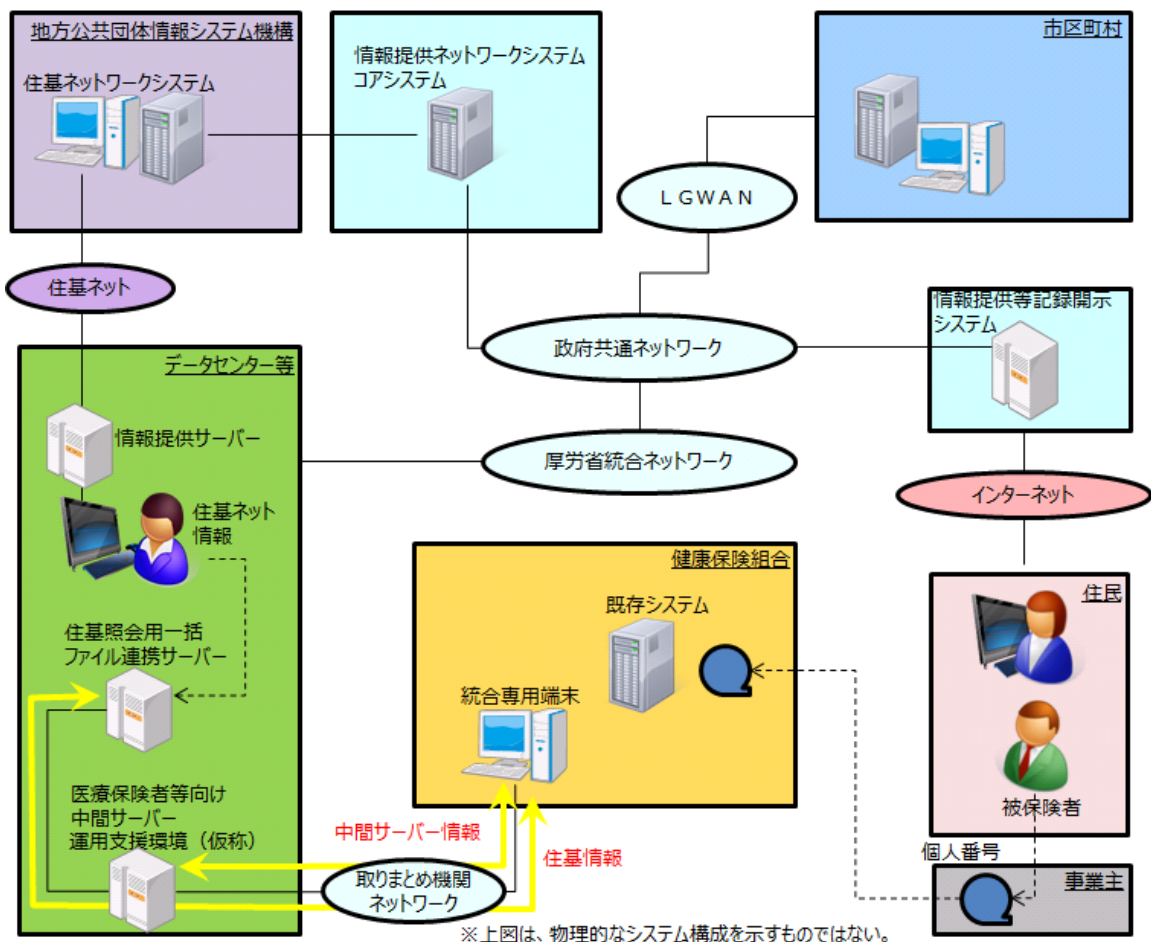 地方公共団体情報システム機構
住基ネットワークシステム
情報提供ネットワークシステム
コアシステム
市区町村
ＬＧＷＡＮ
住基ネット
情報提供等記録開示
システム
政府共通ネットワーク
データセンター等
情報提供サーバー
厚労省統合ネットワーク
インターネット
住基ネット
情報
健康保険組合
既存システム
住民
住基照会用一括
ファイル連携サーバー
統合専用端末
被保険者
医療保険者等向け
中間サーバー
運用支援環境（仮称）
中間サーバー情報
住基情報
個人番号
取りまとめ機関
ネットワーク
事業主
※上図は、物理的なシステム構成を示すものではない。